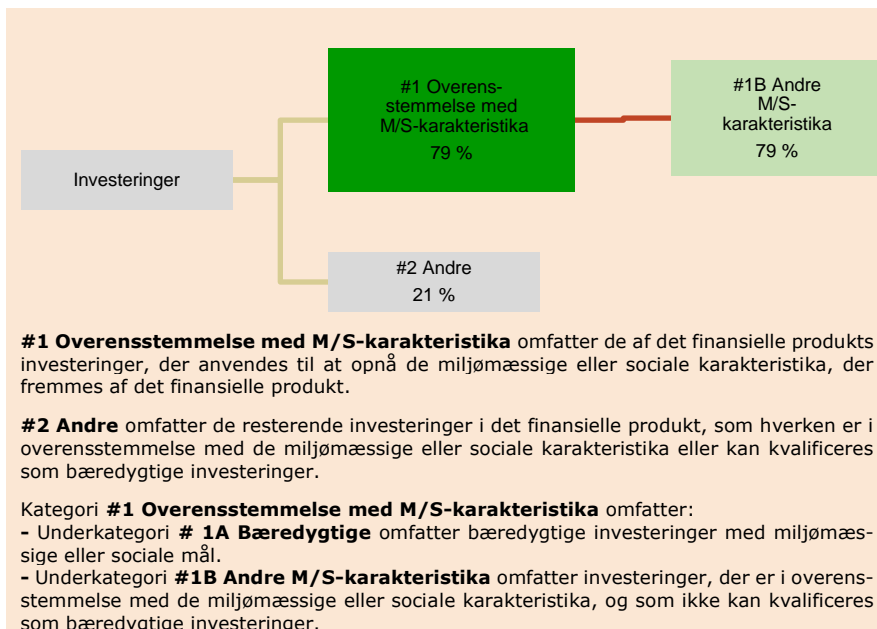 #1 Overens-
stemmelse med
M/S-karakteristika
79 %
#1B Andre
M/S-
karakteristika
79 %
Investeringer
#2 Andre
21 %
#1 Overensstemmelse med M/S-karakteristika omfatter de af det finansielle produkts
investeringer, der anvendes til at opnå de miljømæssige eller sociale karakteristika, der
fremmes af det finansielle produkt.
#2 Andre omfatter de resterende investeringer i det finansielle produkt, som hverken er i
overensstemmelse med de miljømæssige eller sociale karakteristika eller kan kvalificeres
som bæredygtige investeringer.
Kategori #1 Overensstemmelse med M/S-karakteristika omfatter:
- Underkategori # 1A Bæredygtige omfatter bæredygtige investeringer med miljømæs-
sige eller sociale mål.
- Underkategori #1B Andre M/S-karakteristika omfatter investeringer, der er i overens-
stemmelse med de miljømæssige eller sociale karakteristika, og som ikke kan kvalificeres
som bæredygtige investeringer.